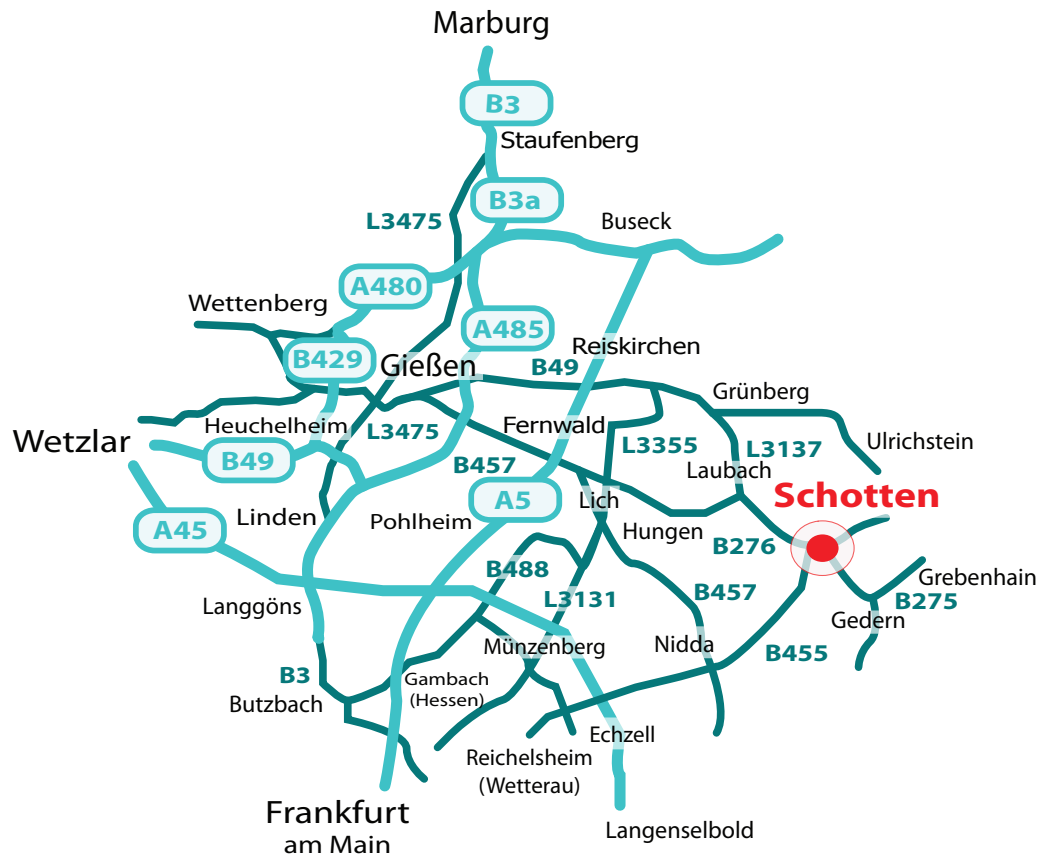 Marburg
B3
Staufenberg
B3a
L3475
Buseck
A480
Wettenberg
A485
B429
Gießen
Reiskirchen
B49
Grünberg
Heuchelheim
L3475
Fernwald
L3355
L3137
Ulrichstein
Wetzlar
B49
B457
Laubach
Schotten
A5
Lich
A45
Linden
Pohlheim
Hungen
B276
B488
Grebenhain
Langgöns
L3131
B457
B275
Gedern
Münzenberg
Nidda
B455
B3
Gambach
(Hessen)
Butzbach
Echzell
Reichelsheim
(Wetterau)
Frankfurt
am Main
Langenselbold